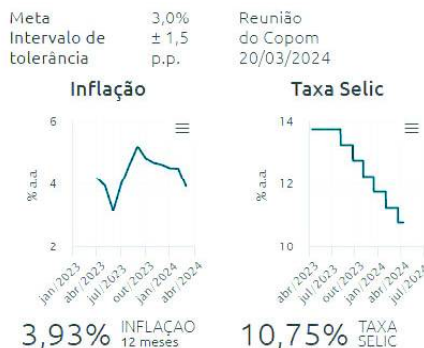 Meta 3,0%
Intervalo de ± 1,5
tolerância p.p.
Reunião
do Copom
20/03/2024
Inflação
6
4
2
% a.a.
jan/2023
abr/2023
jul/2023
out/2023
jan/2024
abr/2024
3,93% INFLAÇÃO
12 meses
Taxa Selic
14
12
10
% a.a.
abr/2023
jul/2023
out/2023
jan/2024
abr/2024
jul/2024
10,75% TAXA
SELIC